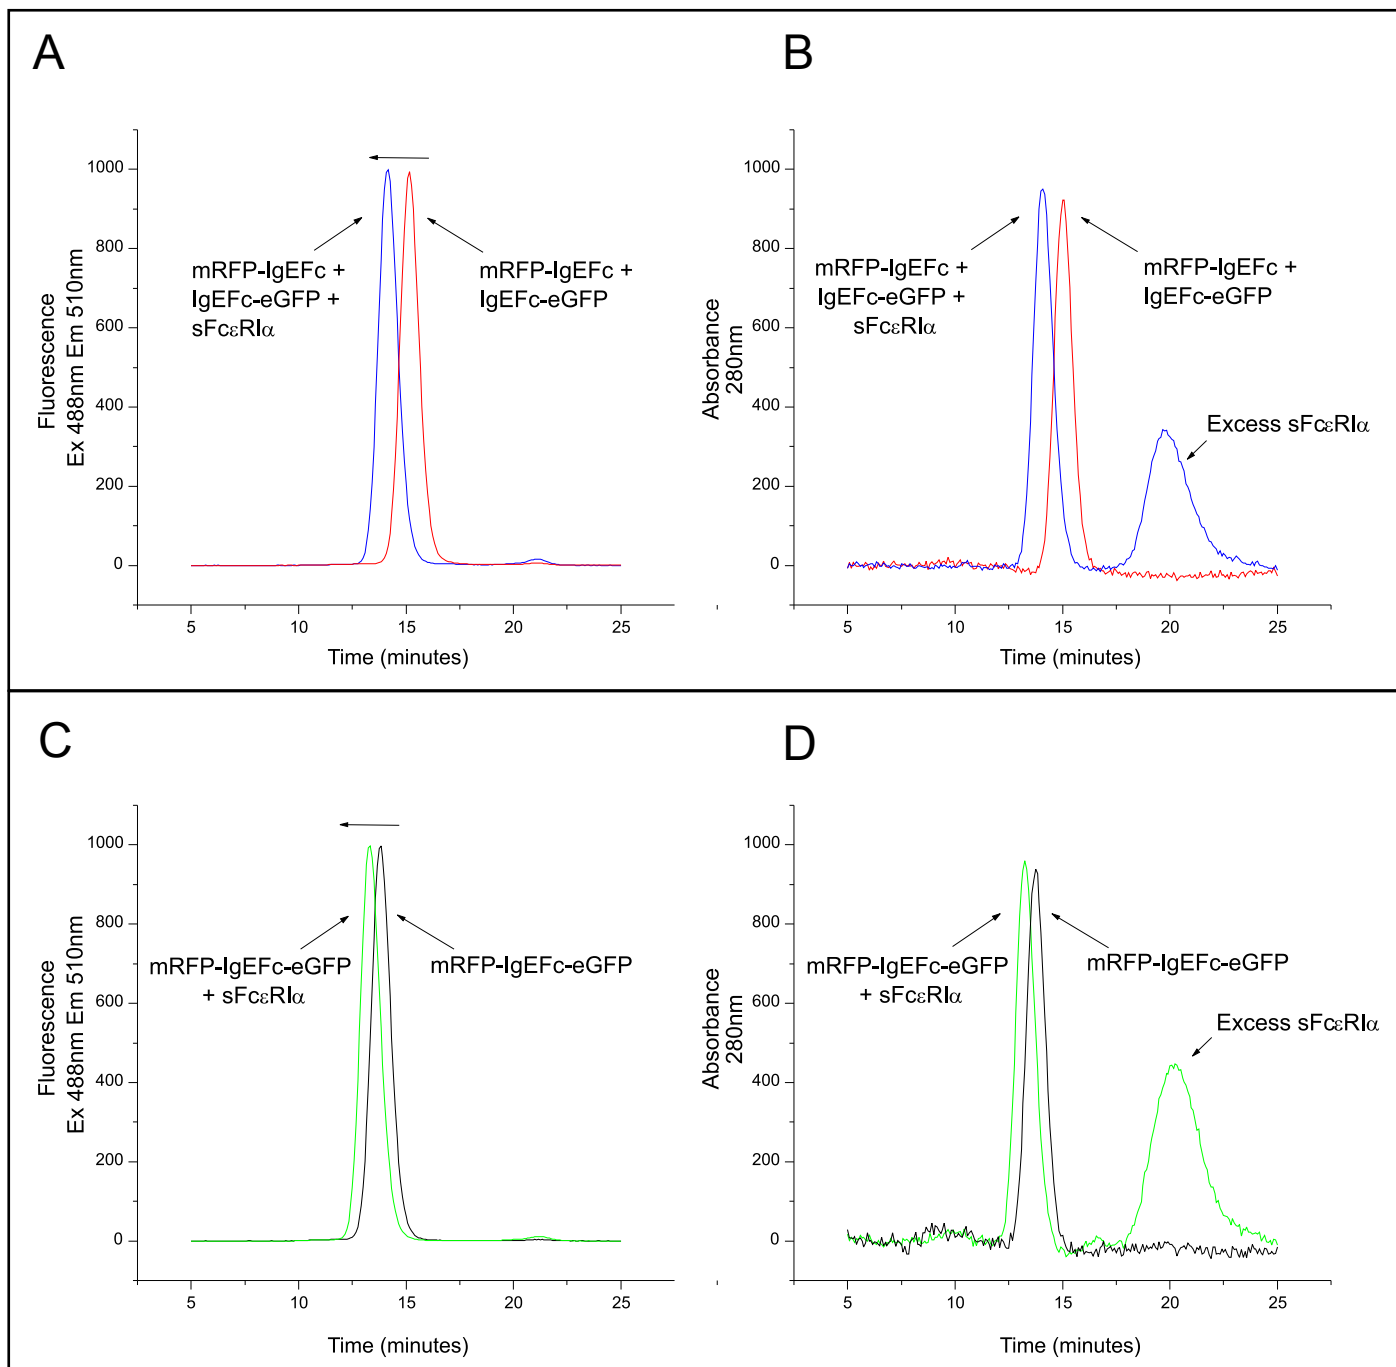 A
Fluorescence
Ex 488nm Em 510nm
1000
800
600
400
200
0
mRFP-IgEFc +
IgEFc-eGFP +
sFcεRIα
mRFP-IgEFc +
IgEFc-eGFP
5 10 15 20 25
Time (minutes)
B
Absorbance
280nm
1000
800
600
400
200
0
mRFP-IgEFc +
IgEFc-eGFP +
sFcεRIα
mRFP-IgEFc +
IgEFc-eGFP
Excess sFcεRIα
5 10 15 20 25
Time (minutes)
C
Fluorescence
Ex 488nm Em 510nm
1000
800
600
400
200
0
mRFP-IgEFc-eGFP
+ sFcεRIα
mRFP-IgEFc-eGFP
5 10 15 20 25
Time (minutes)
D
Absorbance
280nm
1000
800
600
400
200
0
mRFP-IgEFc-eGFP
+ sFcεRIα
mRFP-IgEFc-eGFP
Excess sFcεRIα
5 10 15 20 25
Time (minutes)